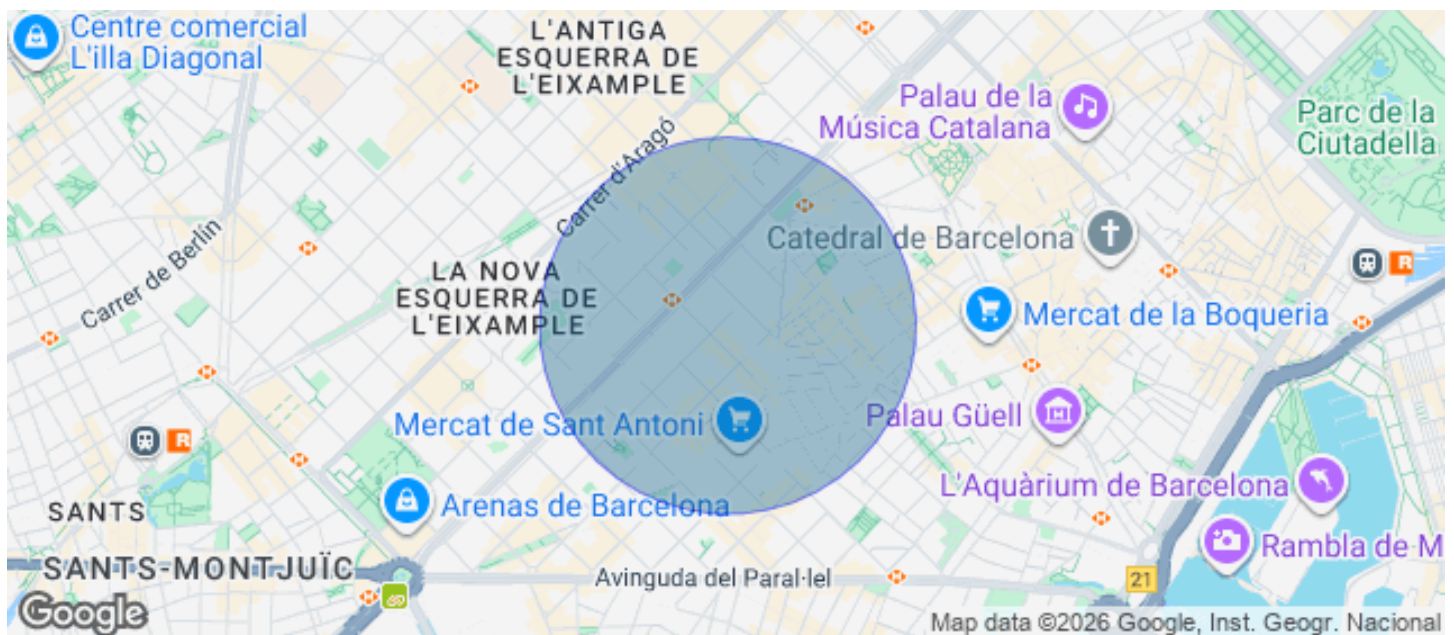 Centre comercial
L'illa Diagonal
L'ANTIGA
ESQUERRA DE
L'EIXAMPLE
Palau de la
Música Catalana
Parc de la
Ciutadella
Carrer d'Aragó
Carrer de Berlín
Catedral de Barcelona
LA NOVA
ESQUERRA DE
L'EIXAMPLE
R
Mercat de la Boqueria
Mercat de Sant Antoni
Palau Güell
R
Arenas de Barcelona
L'Aquàrium de Barcelona
SANTS
Rambla de M
SANTS-MONTJUÏC
Avinguda del Paral·lel
21
Google
Map data ©2026 Google, Inst. Geogr. Nacional